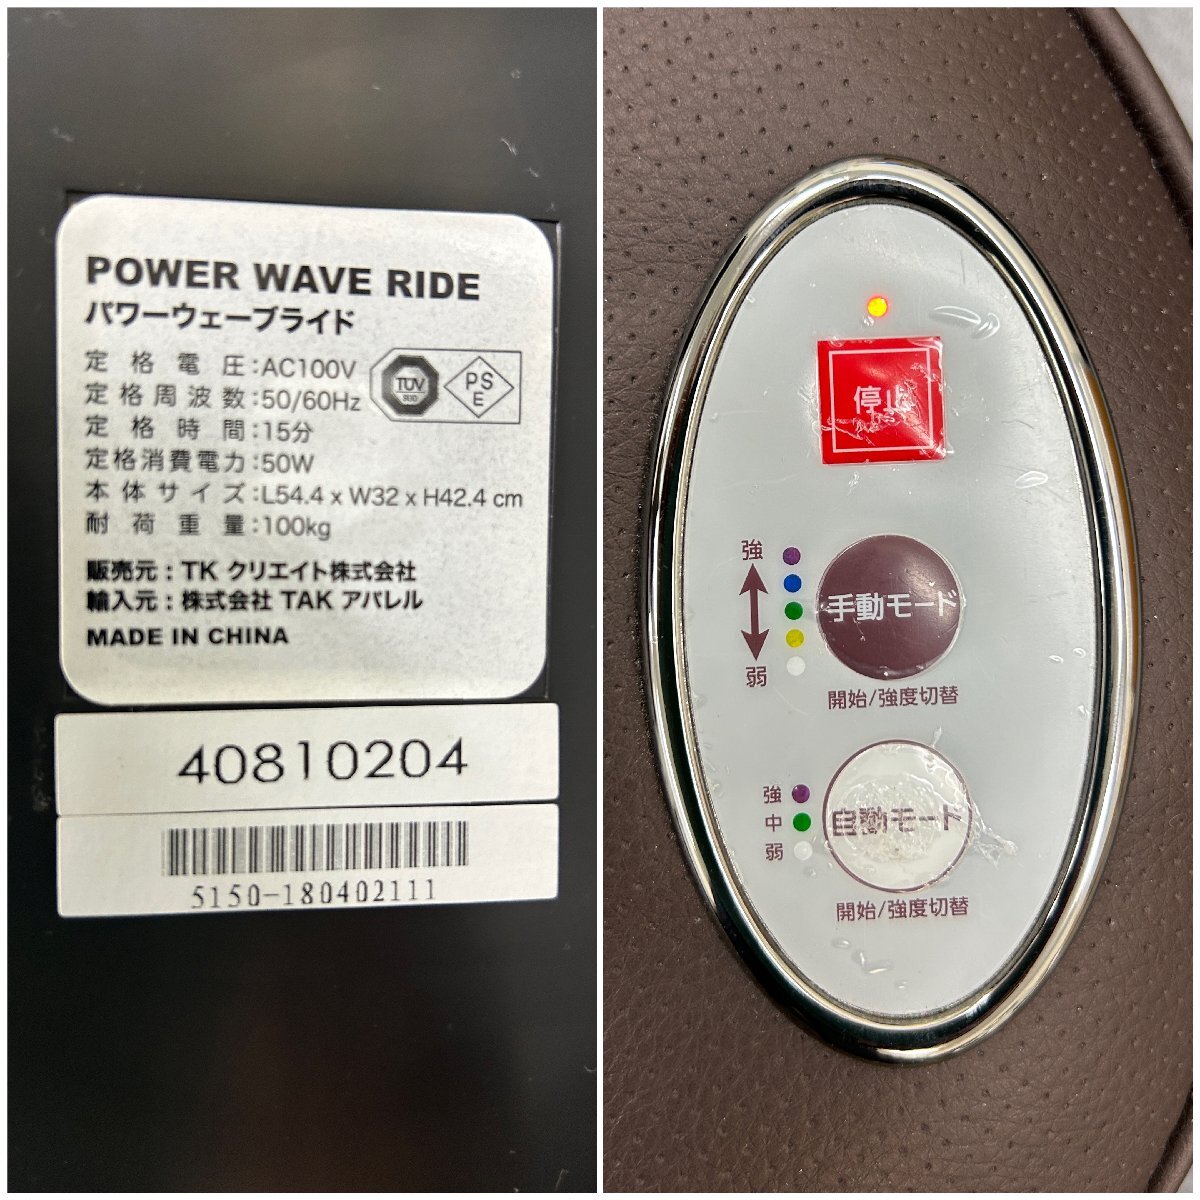 POWER WAVE RIDE
パワーウェーブライド
定格電圧:AC100V
定格周波数:50/60Hz
定格時間:15分
定格消費電力:50W
本体サイズ:L54.4 x W32 x H42.4 cm
耐荷重量:100kg
TÜV
SÜD
PS
E
販売元:TK クリエイト株式会社
輸入元:株式会社 TAK アパレル
MADE IN CHINA
40810204
5150-180402111
停止
強
手動モード
弱
開始/強度切替
強
中
自動モード
弱
開始/強度切替